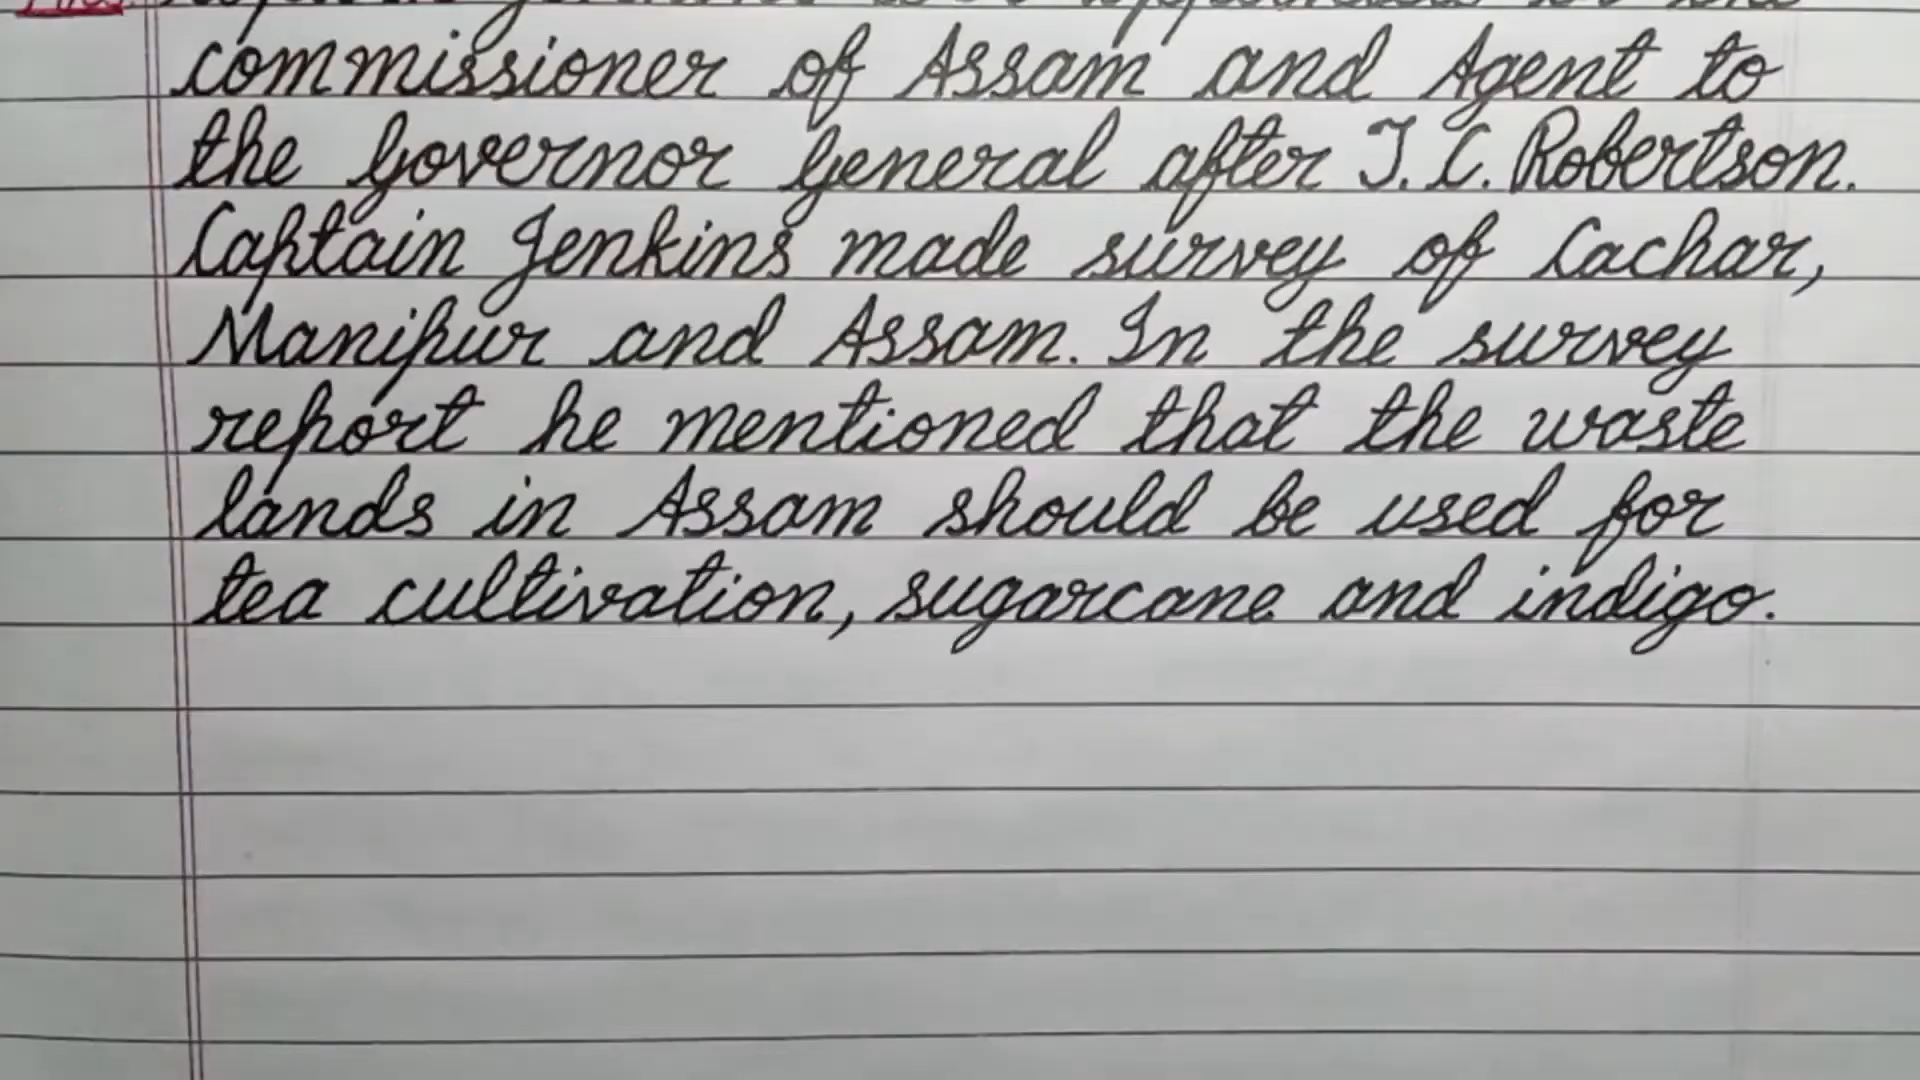 commissioner of Assam and Agent to
the Governor General after T. C. Robertson.
Captain Jenkins made survey of Cachar,
Manipur and Assam. In the survey
report he mentioned that the waste
lands in Assam should be used for
tea cultivation, sugarcane and indigo.